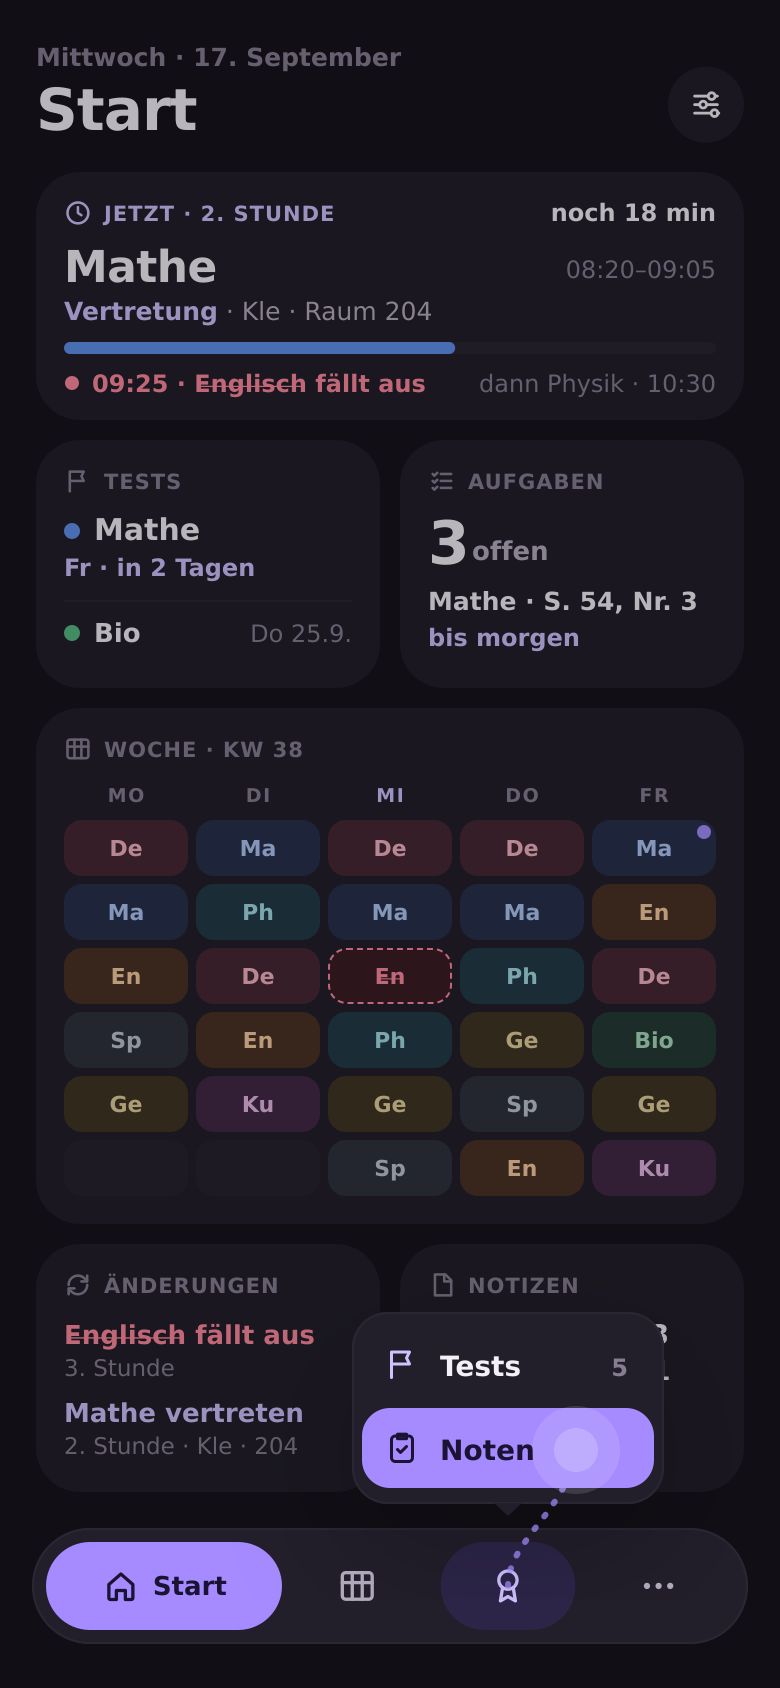 Mittwoch · 17. September
Start
JETZT · 2. STUNDE noch 18 min
Mathe 08:20–09:05
Vertretung · Kle · Raum 204
09:25 · Englisch fällt aus dann Physik · 10:30
TESTS
Mathe
Fr · in 2 Tagen
Bio Do 25.9.
AUFGABEN
3 offen
Mathe · S. 54, Nr. 3
bis morgen
WOCHE · KW 38
MO DI MI DO FR
De Ma De De Ma
Ma Ph Ma Ma En
En De En Ph De
Sp En Ph Ge Bio
Ge Ku Ge Sp Ge
Sp En Ku
ÄNDERUNGEN
Englisch fällt aus
3. Stunde
Mathe vertreten
2. Stunde · Kle · 204
NOTIZEN
Tests 5
Noten
Start